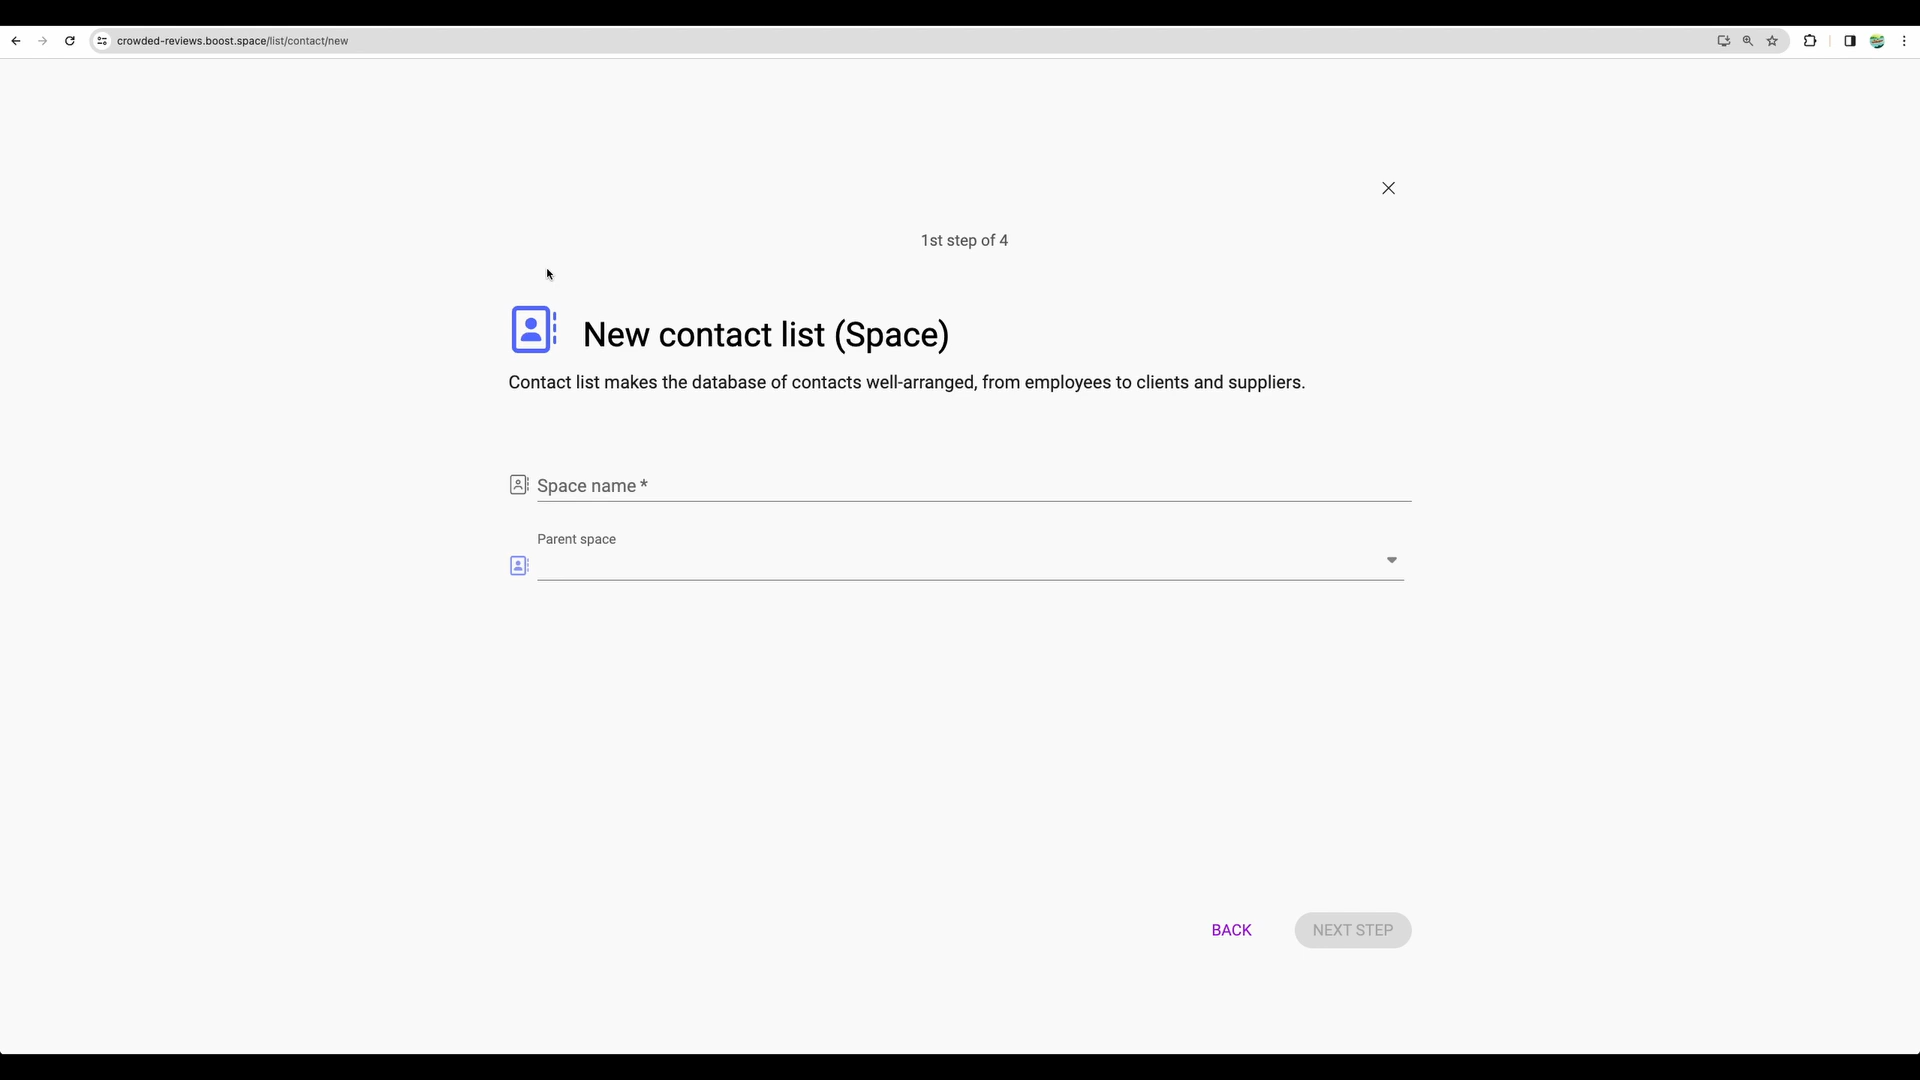 crowded-reviews.boost.space/list/contact/new
1st step of 4
New contact list (Space)
Contact list makes the database of contacts well-arranged, from employees to clients and suppliers.
Space name *
Parent space
BACK
NEXT STEP